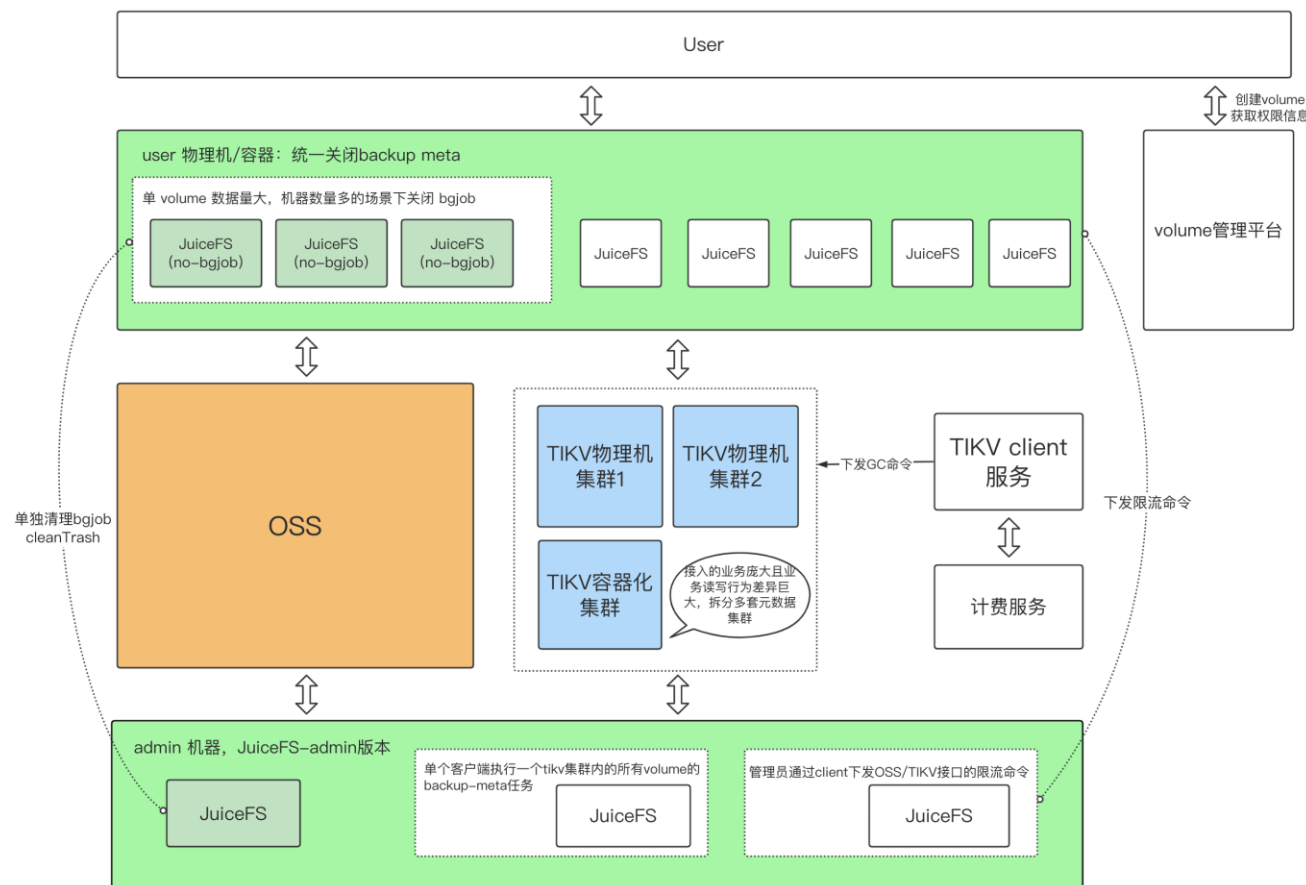 User
创建volume
获取权限信息
user 物理机/容器：统一关闭backup meta
单 volume 数据量大，机器数量多的场景下关闭 bgjob
JuiceFS
(no-bgjob)
JuiceFS
(no-bgjob)
JuiceFS
(no-bgjob)
JuiceFS
JuiceFS
JuiceFS
JuiceFS
JuiceFS
volume管理平台
OSS
TIKV物理机
集群1
TIKV物理机
集群2
TIKV容器化
集群
接入的业务庞大且业
务读写行为差异巨
大，拆分多套元数据
集群
下发GC命令
TIKV client
服务
计费服务
下发限流命令
单独清理bgjob
cleanTrash
admin 机器，JuiceFS-admin版本
JuiceFS
单个客户端执行一个tikv集群内的所有volume的
backup-meta任务
JuiceFS
管理员通过client下发OSS/TIKV接口的限流命令
JuiceFS